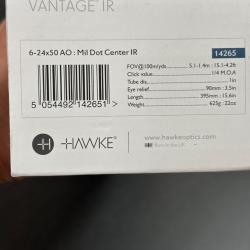 VANTAGE IR
6-24x50 AO : Mil Dot Center IR
14265
FOV@100m/yds 5.1-1.4m : 15.1-4.2ft
Click value 1/4 M.O.A
Tube dia. 1in
Eye relief 90mm : 3.5in
Length 395mm : 15.6in
Weight 623g : 22oz
5 054492 142651 >
HAWKE®
www.hawkeoptics.com